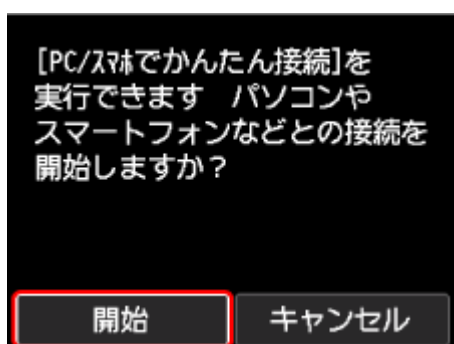 [PC/ｽﾏﾎでかんたん接続]を
実行できます　パソコンや
スマートフォンなどとの接続を
開始しますか？
開始
キャンセル